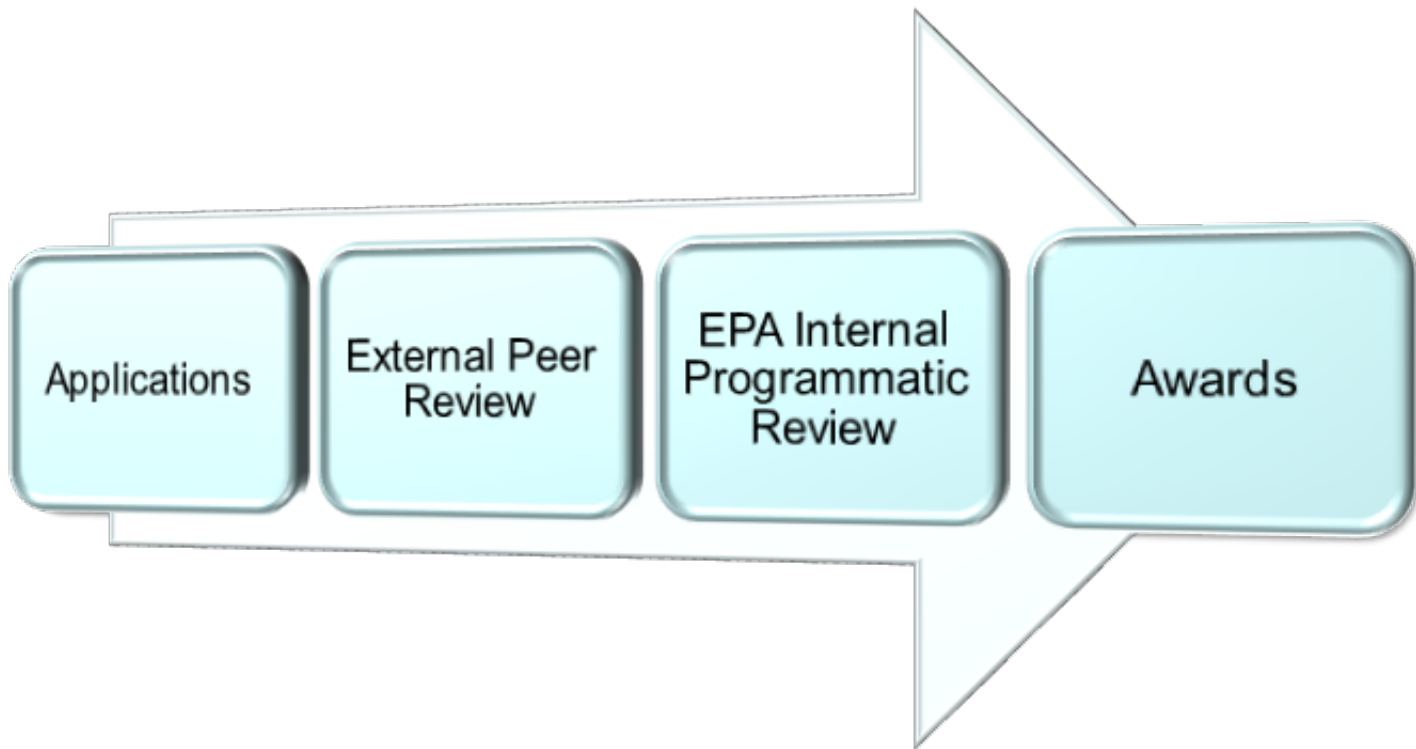 Applications
External Peer
Review
EPA Internal
Programmatic
Review
Awards